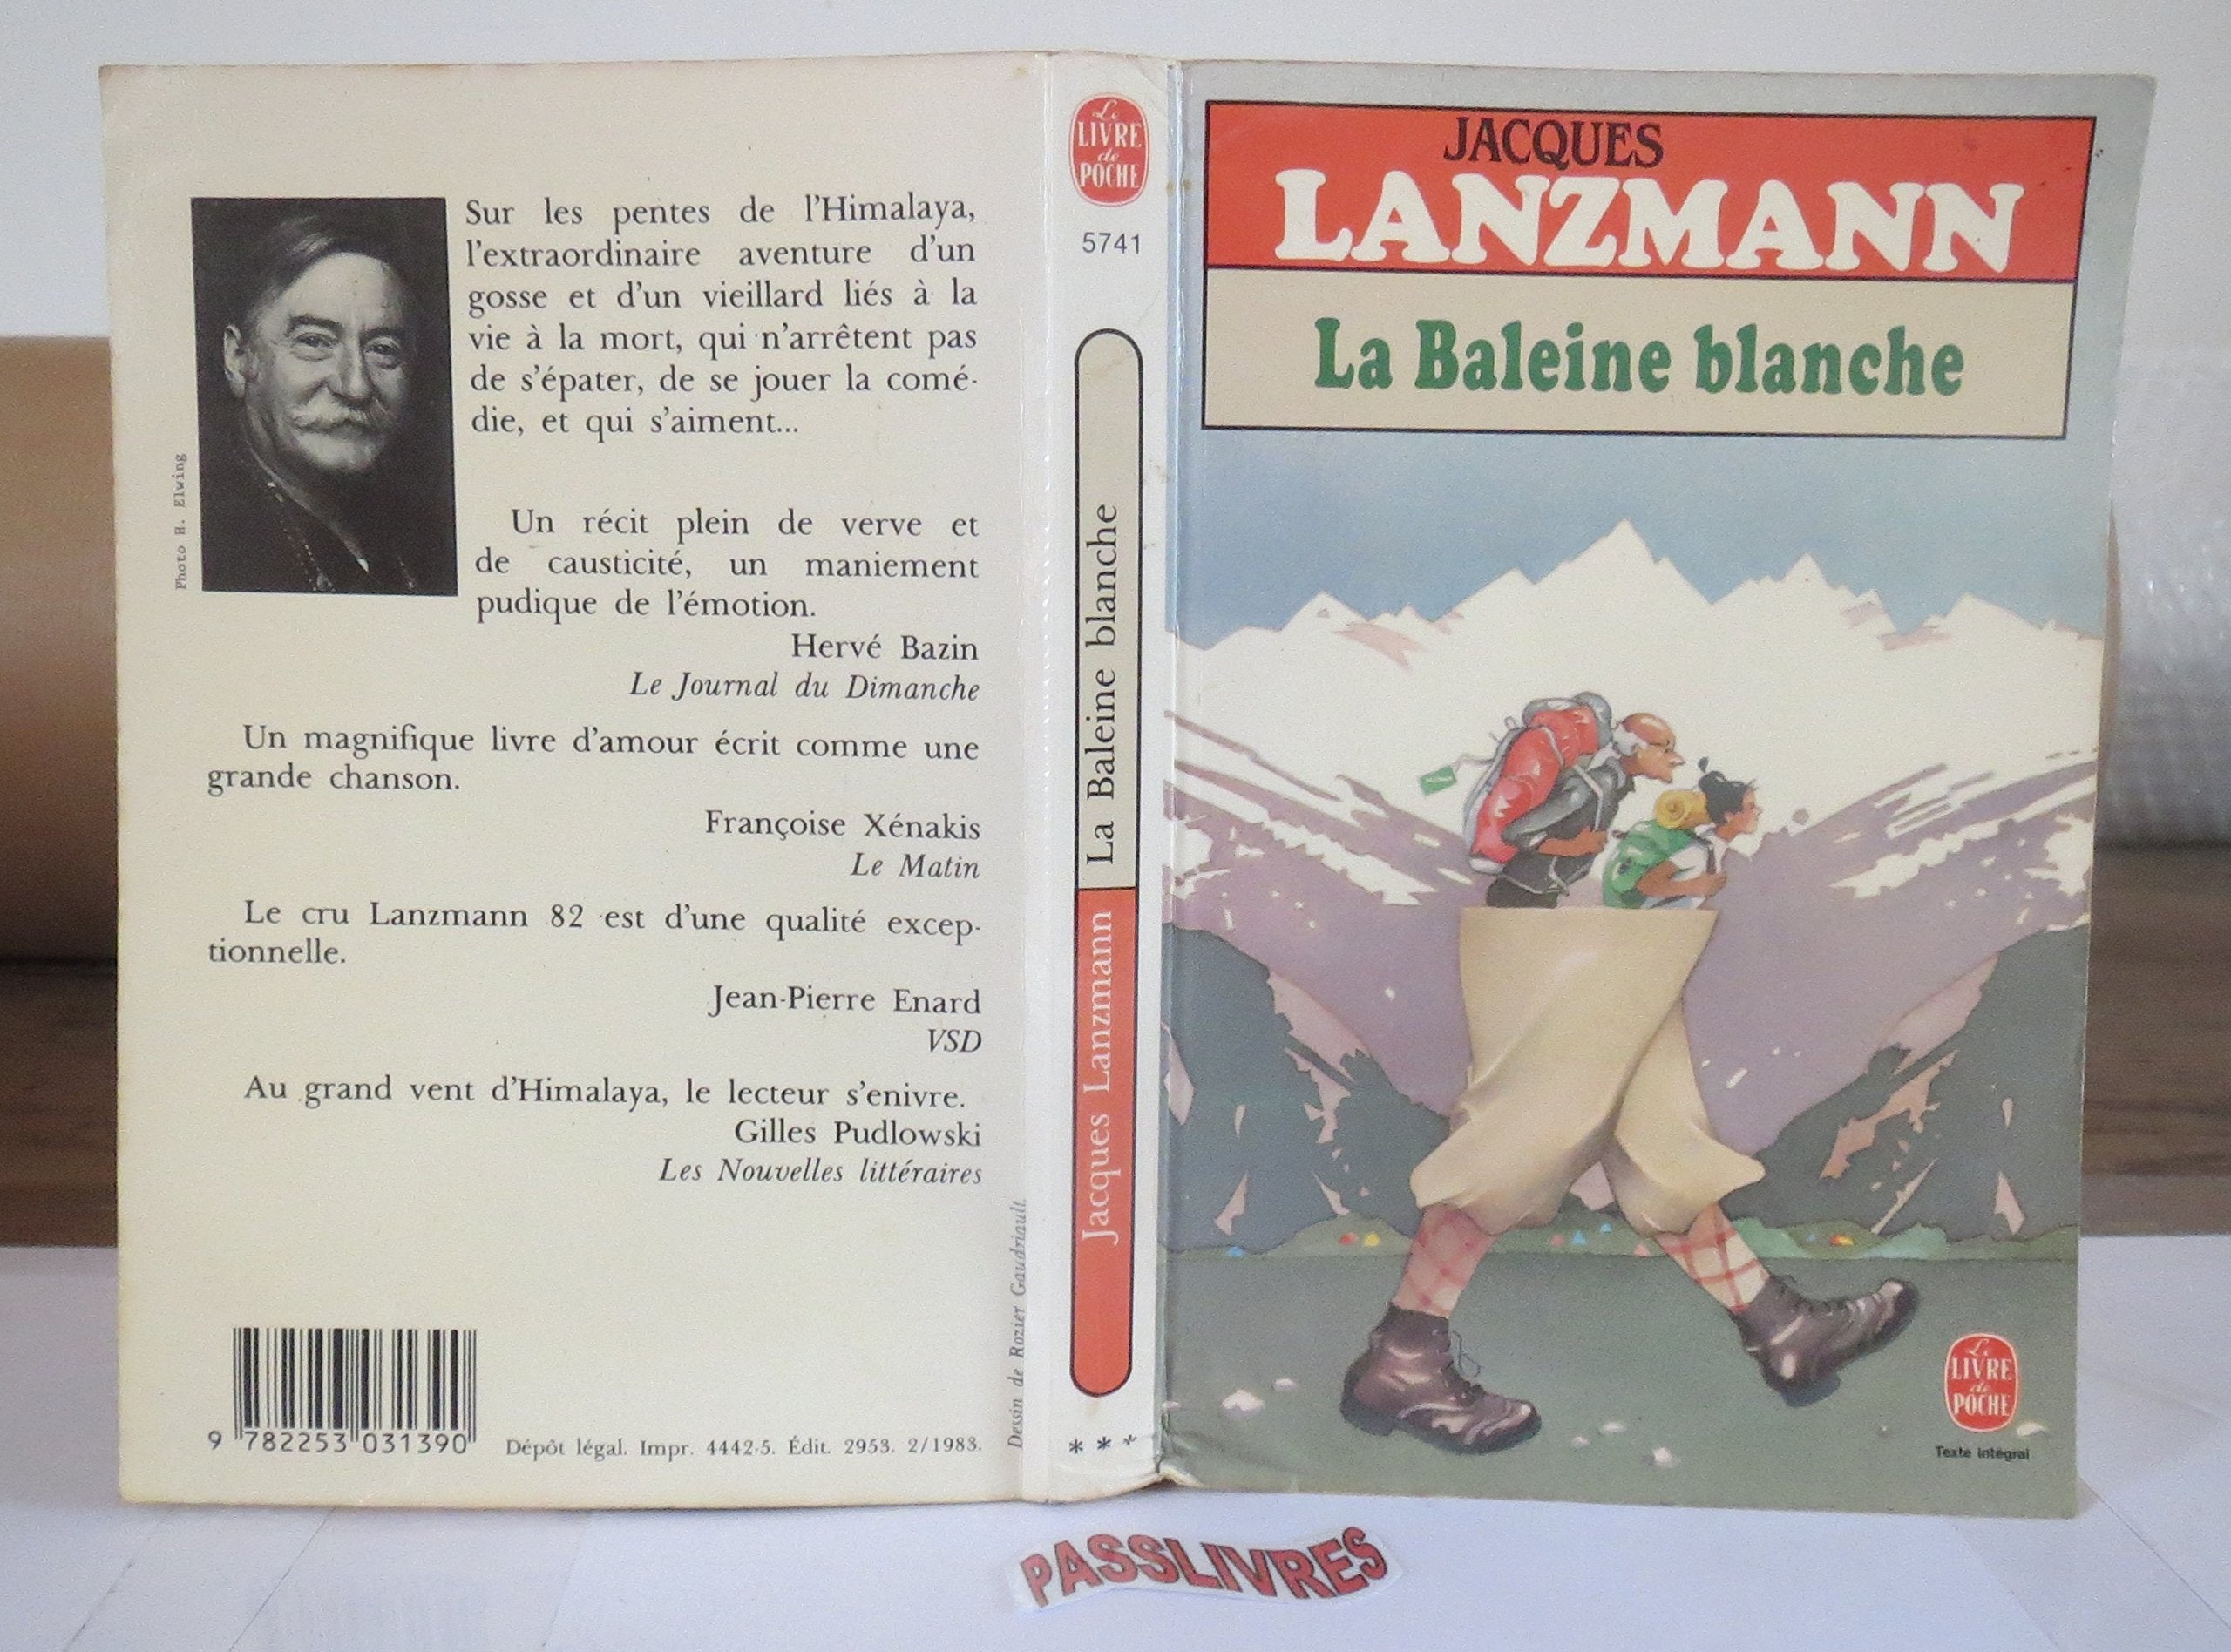 Sur les pentes de l'Himalaya,
l'extraordinaire aventure d'un
gosse et d'un vieillard liés à la
vie à la mort, qui n'arrêtent pas
de s'épater, de se jouer la comé-
die, et qui s'aiment...
Photo H. Elwing
Un récit plein de verve et
de causticité, un maniement
pudique de l'émotion.
Hervé Bazin
Le Journal du Dimanche
Un magnifique livre d'amour écrit comme une
grande chanson.
Françoise Xénakis
Le Matin
Le cru Lanzmann 82 est d'une qualité excep-
tionnelle.
Jean-Pierre Enard
VSD
Au grand vent d'Himalaya, le lecteur s'enivre.
Gilles Pudlowski
Les Nouvelles littéraires
Dessin de Rozier Gaudriault
9 782253 031390
Dépôt légal. Impr. 4442-5. Édit. 2953. 2/1983.
Le
LIVRE
de
POCHE
5741
La Baleine blanche
Jacques Lanzmann
* * *
JACQUES
LANZMANN
La Baleine blanche
Le
LIVRE
de
POCHE
Texte intégral
PASSLIVRES